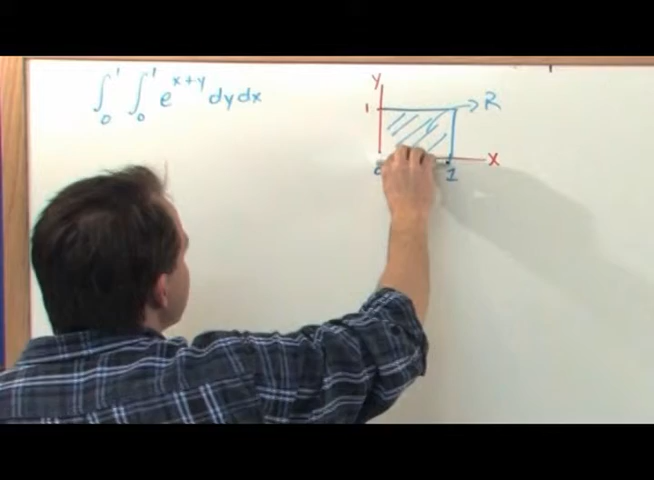 ∫₀¹ ∫₀¹ e^{x+y} dy dx
y
1 → R
x
1